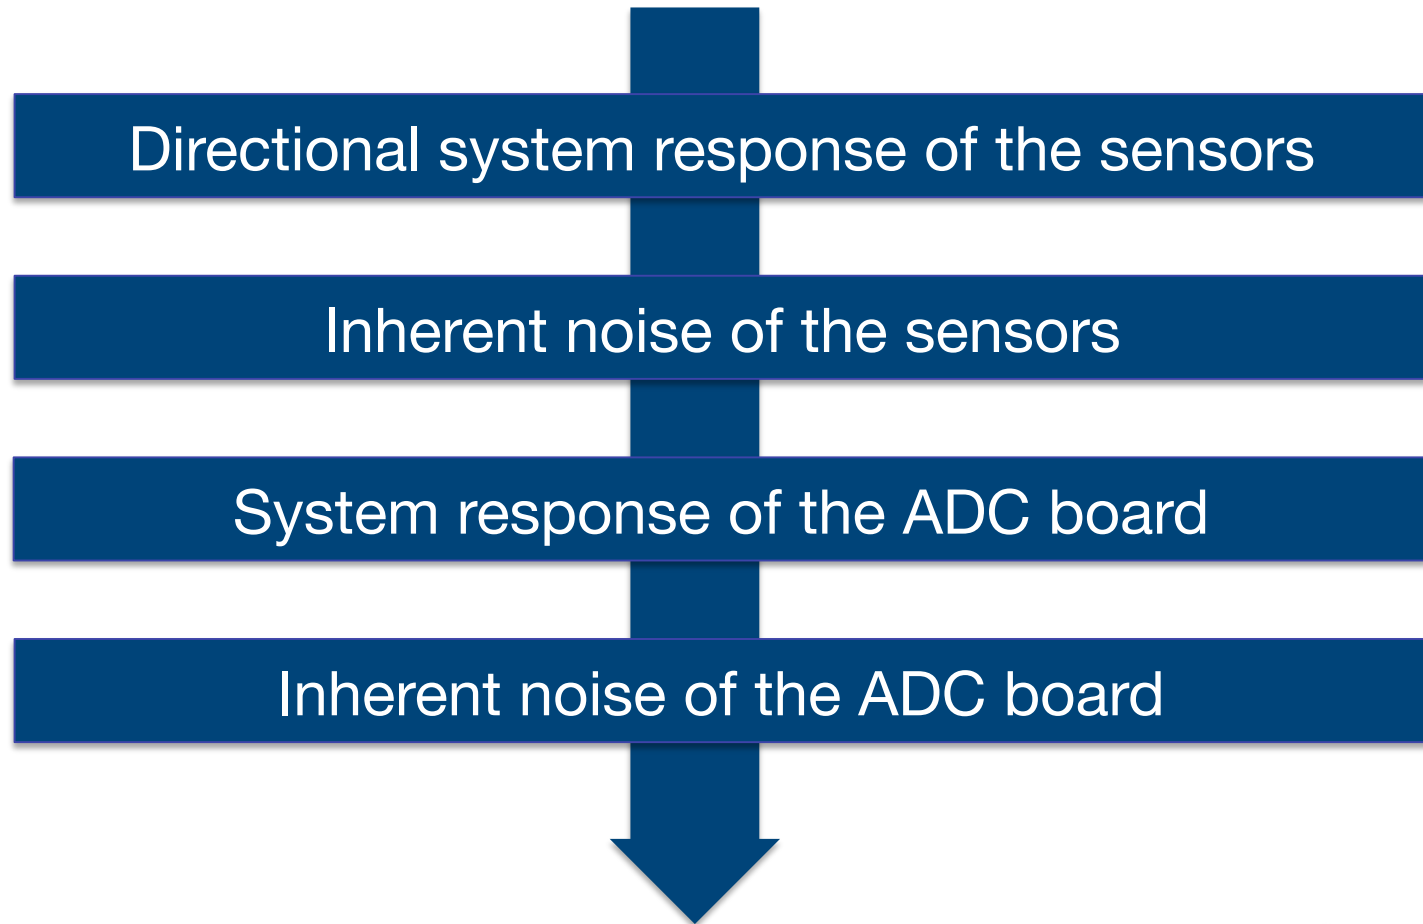 Directional system response of the sensors
Inherent noise of the sensors
System response of the ADC board
Inherent noise of the ADC board